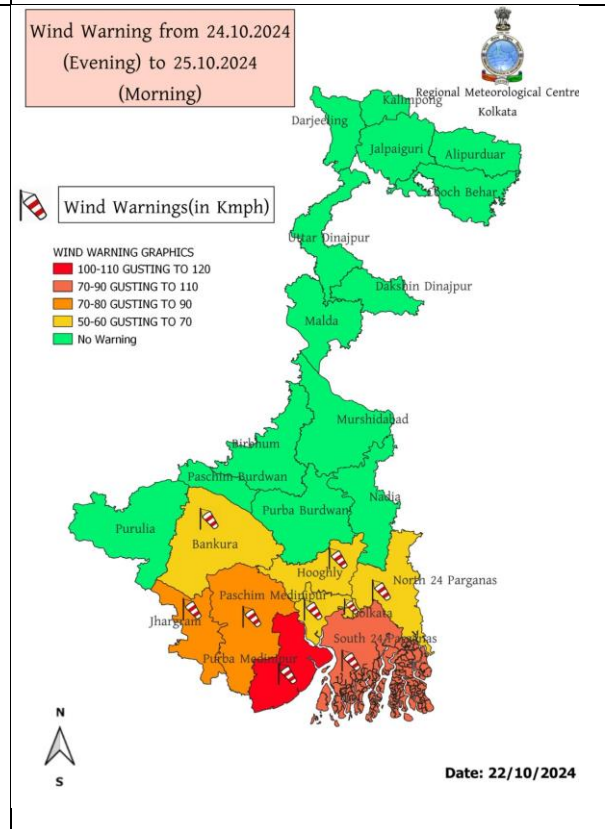 Wind Warning from 24.10.2024
(Evening) to 25.10.2024
(Morning)
Regional Meteorological Centre
Kolkata
Wind Warnings(in Kmph)
WIND WARNING GRAPHICS
100-110 GUSTING TO 120
70-90 GUSTING TO 110
70-80 GUSTING TO 90
50-60 GUSTING TO 70
No Warning
Kalimpong
Darjeeling
Jalpaiguri
Alipurduar
Cooch Behar
Uttar Dinajpur
Dakshin Dinajpur
Malda
Murshidabad
Birbhum
Paschim Burdwan
Nadia
Purba Burdwan
Purulia
Bankura
Hooghly
North 24 Parganas
Paschim Medinipur
Kolkata
Jhargram
South 24 Parganas
Purba Medinipur
N
S
Date: 22/10/2024